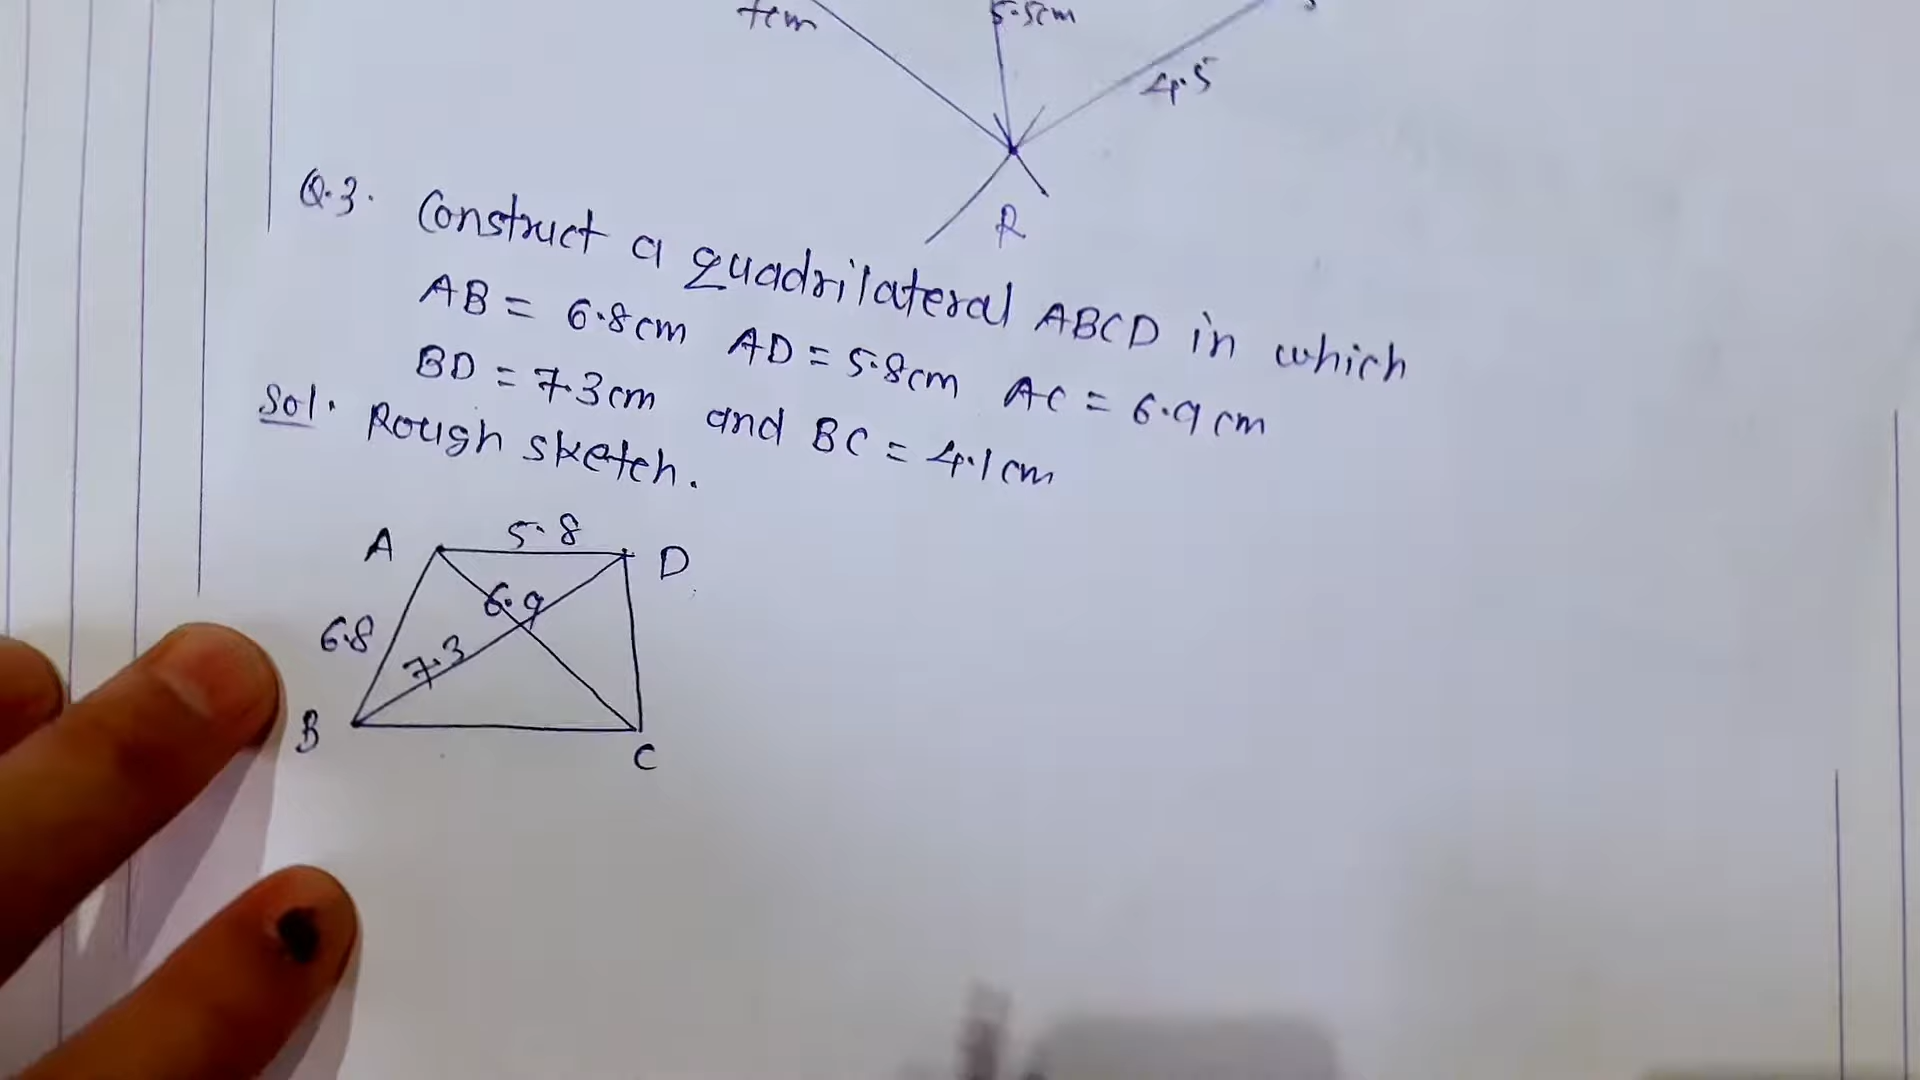 7cm 5.5cm
4.5
R
Q.3. Construct a quadrilateral ABCD in which
AB = 6.8cm AD = 5.8cm AC = 6.9cm
BD = 7.3cm and BC = 4.1cm
Sol. Rough sketch.
A 5.8 D
6.9
6.8
7.3
B C